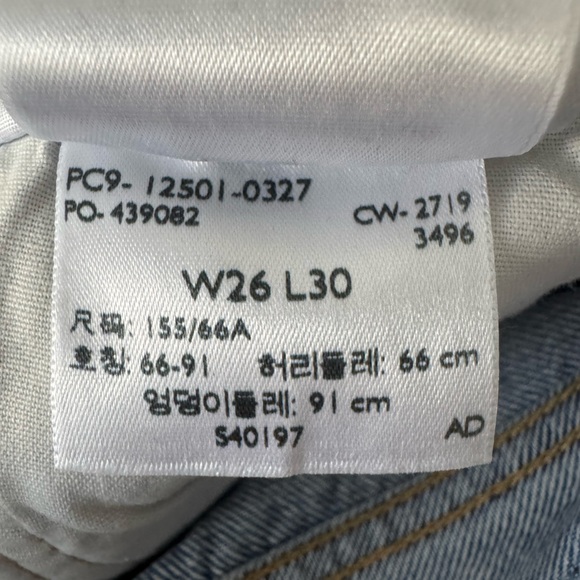 PC9- 12501-0327
PO- 439082
CW- 2719
3496
W26 L30
尺码: 155/66A
호칭: 66-91 허리둘레: 66 cm
엉덩이둘레: 91 cm
S40197
AD